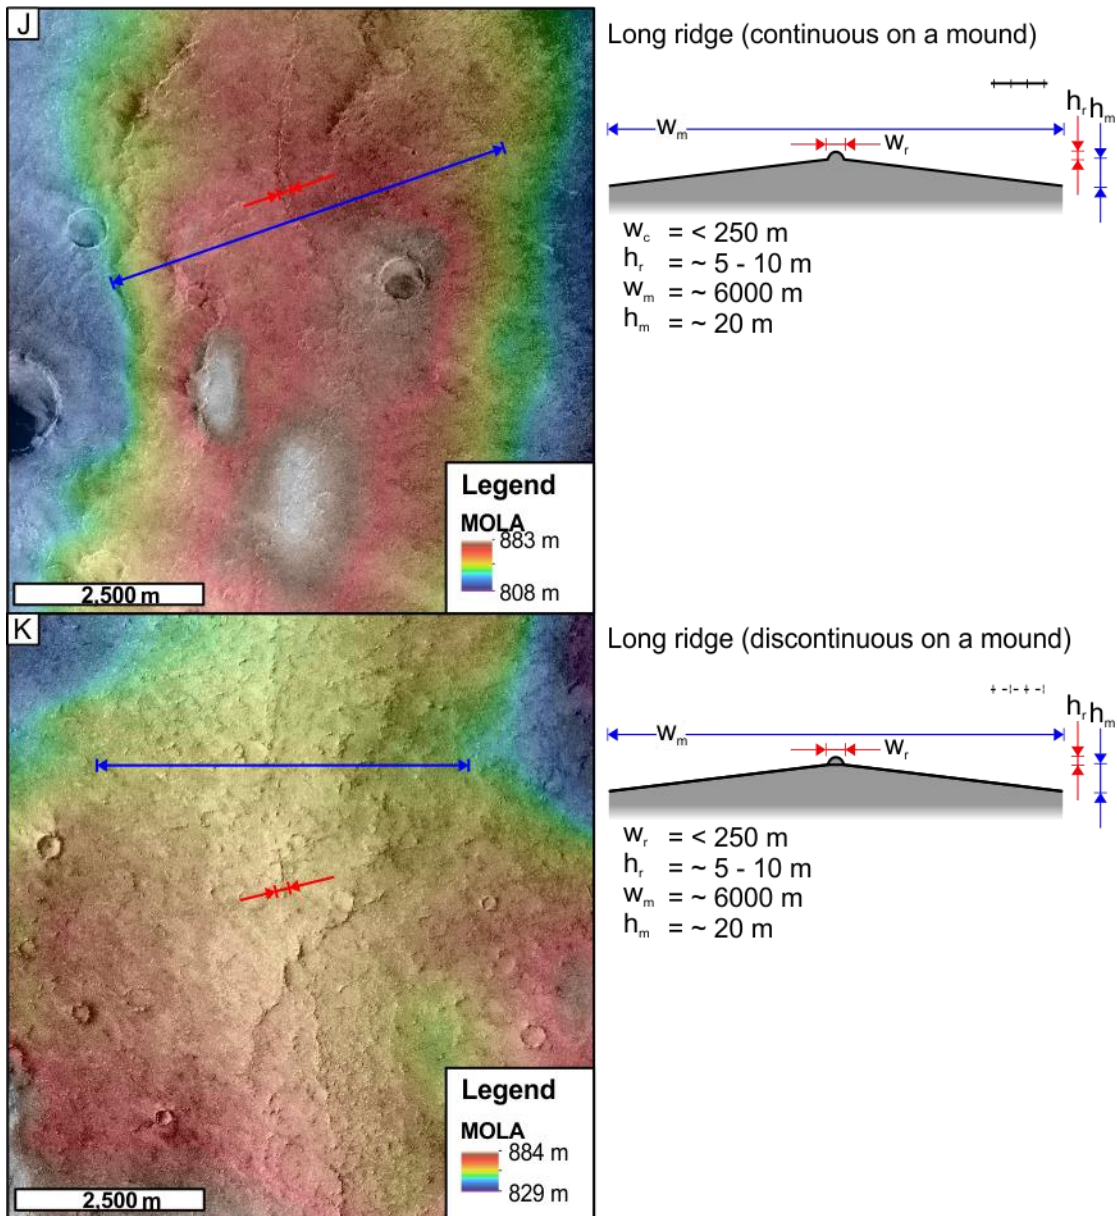 J
Long ridge (continuous on a mound)
hᵣ hₘ
wₘ
wᵣ
w꜀ = < 250 m
hᵣ = ~ 5 - 10 m
wₘ = ~ 6000 m
hₘ = ~ 20 m
Legend
MOLA
883 m
808 m
2,500 m
K
Long ridge (discontinuous on a mound)
hᵣ hₘ
wₘ
wᵣ
wᵣ = < 250 m
hᵣ = ~ 5 - 10 m
wₘ = ~ 6000 m
hₘ = ~ 20 m
Legend
MOLA
884 m
829 m
2,500 m